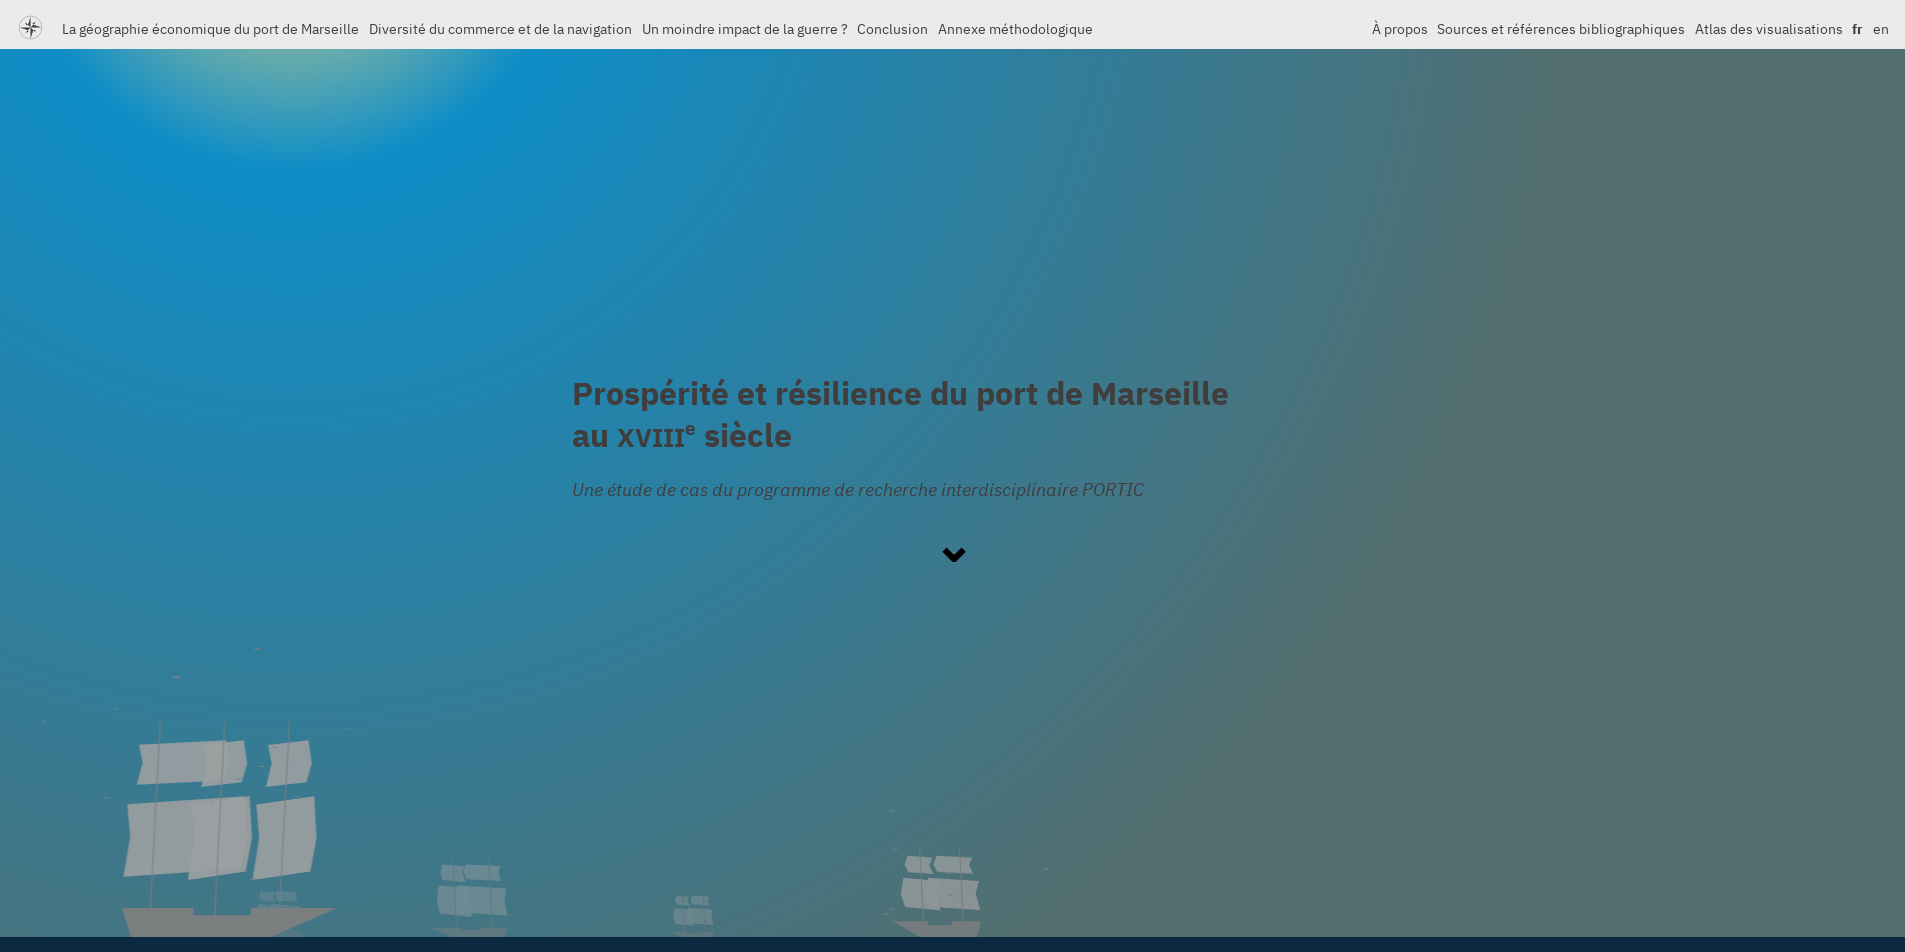 La géographie économique du port de Marseille Diversité du commerce et de la navigation Un moindre impact de la guerre ? Conclusion Annexe méthodologique À propos Sources et références bibliographiques Atlas des visualisations fr en
Prospérité et résilience du port de Marseille
au XVIIIe siècle
Une étude de cas du programme de recherche interdisciplinaire PORTIC